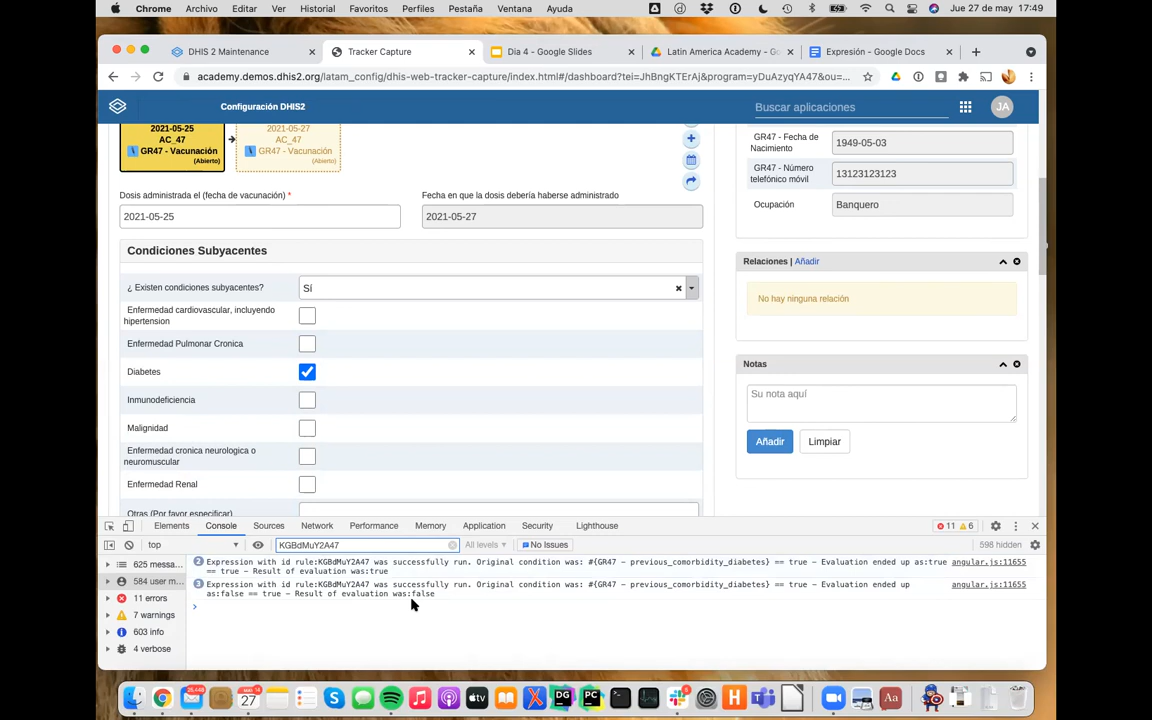 Chrome Archivo Editar Ver Historial Favoritos Perfiles Pestaña Ventana Ayuda Jue 27 de may 17:49
DHIS 2 Maintenance Tracker Capture Dia 4 - Google Slides Latin America Academy - Go Expresión - Google Docs
academy.demos.dhis2.org/latam_config/dhis-web-tracker-capture/index.html#/dashboard?tei=JhBngKTErAj&program=yDuAzyqYA47&ou=...
Configuración DHIS2 Buscar aplicaciones JA
2021-05-25
AC_47
GR47 - Vacunación
(Abierto)
2021-05-27
AC_47
GR47 - Vacunación
(Abierto)
Dosis administrada el (fecha de vacunación) *
2021-05-25
Fecha en que la dosis debería haberse administrado
2021-05-27
Condiciones Subyacentes
¿ Existen condiciones subyacentes? Sí
Enfermedad cardiovascular, incluyendo
hipertension
Enfermedad Pulmonar Cronica
Diabetes
Inmunodeficiencia
Malignidad
Enfermedad cronica neurologica o
neuromuscular
Enfermedad Renal
Otras (Por favor especificar)
GR47 - Fecha de
Nacimiento
1949-05-03
GR47 - Número
telefónico móvil
13123123123
Ocupación Banquero
Relaciones | Añadir
No hay ninguna relación
Notas
Su nota aquí
Añadir Limpiar
Elements Console Sources Network Performance Memory Application Security Lighthouse 11 6
top KGBdMuY2A47 All levels No Issues 598 hidden
625 messa...
584 user m...
11 errors
7 warnings
603 info
4 verbose
2 Expression with id rule:KGBdMuY2A47 was successfully run. Original condition was: #{GR47 - previous_comorbidity_diabetes} == true - Evaluation ended up as:true angular.js:11655
== true - Result of evaluation was:true
3 Expression with id rule:KGBdMuY2A47 was successfully run. Original condition was: #{GR47 - previous_comorbidity_diabetes} == true - Evaluation ended up angular.js:11655
as:false == true - Result of evaluation was:false